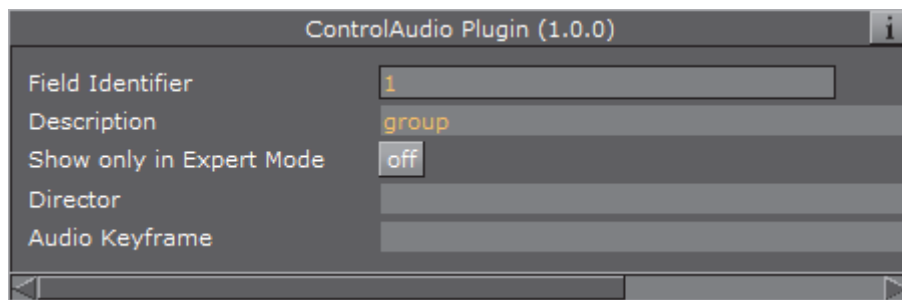 ControlAudio Plugin (1.0.0) i
Field Identifier 1
Description group
Show only in Expert Mode off
Director
Audio Keyframe